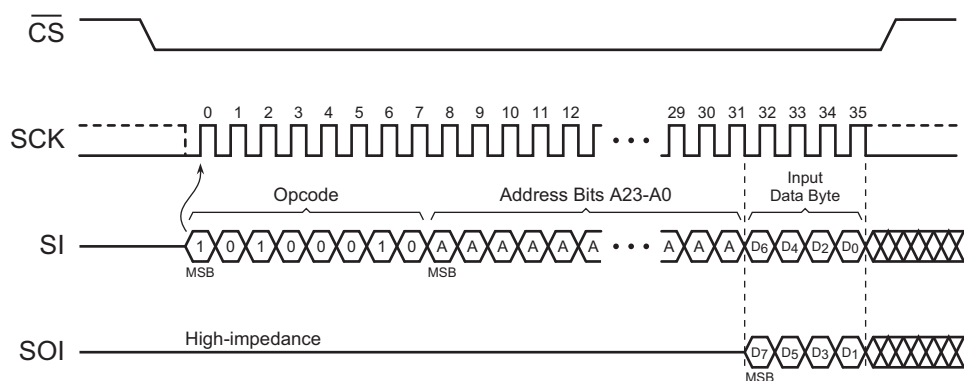 CS
0 1 2 3 4 5 6 7 8 9 10 11 12 29 30 31 32 33 34 35
SCK
Opcode
Address Bits A23-A0
Input
Data Byte
SI
1 0 1 0 0 0 1 0 A A A A A A • • • A A A D6 D4 D2 D0
MSB MSB
High-impedance
SOI
D7 D5 D3 D1
MSB